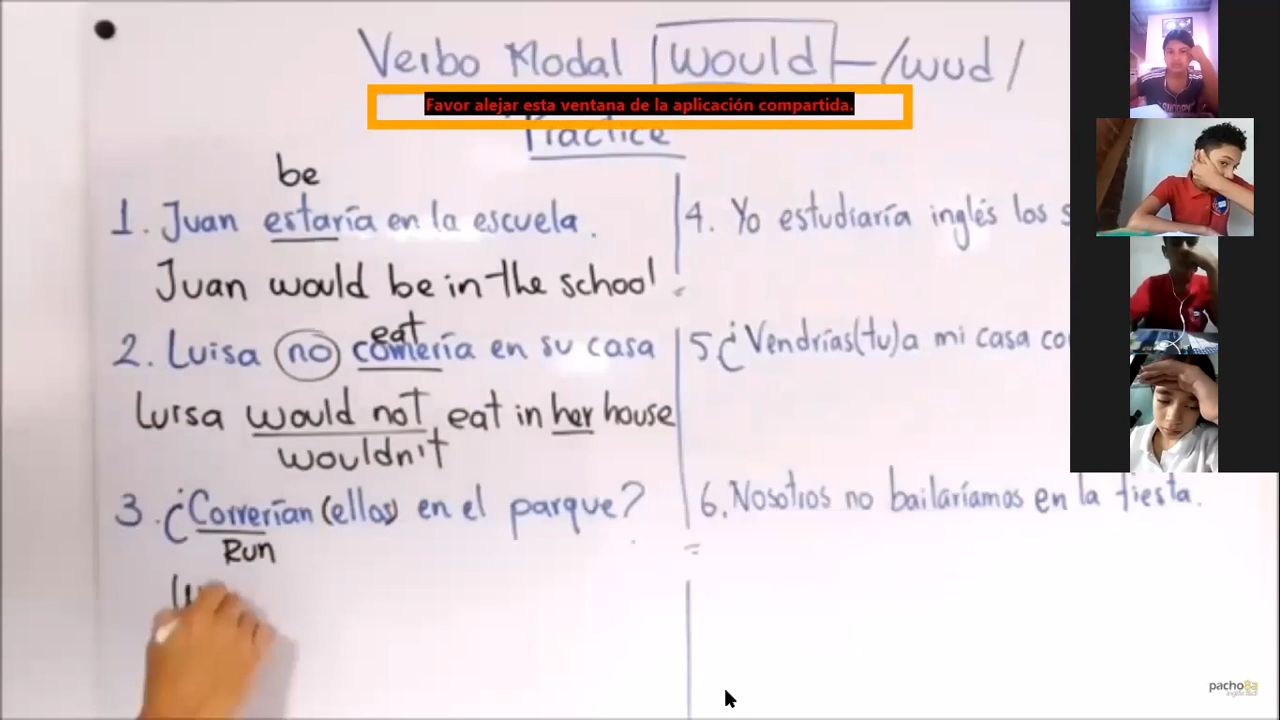 Verbo Modal would - /wud/
Favor alejar esta ventana de la aplicación compartida.
Practice
be
1. Juan estaría en la escuela.
Juan would be in the school
eat
2. Luisa no comería en su casa
Luisa would not eat in her house
wouldn't
3. ¿Correrían (ellos) en el parque?
Run
4. Yo estudiaría inglés los s
5 ¿Vendrías(tu) a mi casa co
6. Nosotros no bailaríamos en la fiesta.
pacho8a